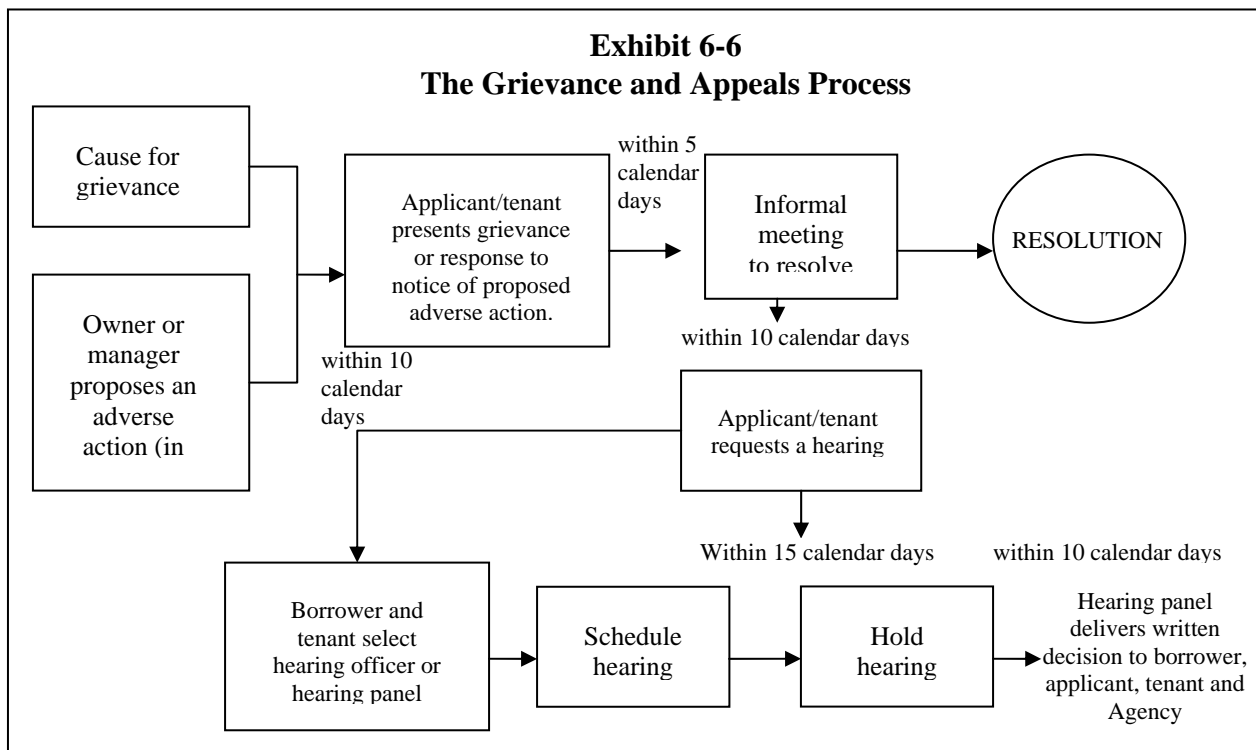 Exhibit 6-6
The Grievance and Appeals Process
Cause for
grievance
Owner or
manager
proposes an
adverse
action (in
within 10
calendar
days
Applicant/tenant
presents grievance
or response to
notice of proposed
adverse action.
within 5
calendar
days
Informal
meeting
to resolve
RESOLUTION
within 10 calendar days
Applicant/tenant
requests a hearing
Within 15 calendar days
within 10 calendar days
Borrower and
tenant select
hearing officer or
hearing panel
Schedule
hearing
Hold
hearing
Hearing panel
delivers written
decision to borrower,
applicant, tenant and
Agency